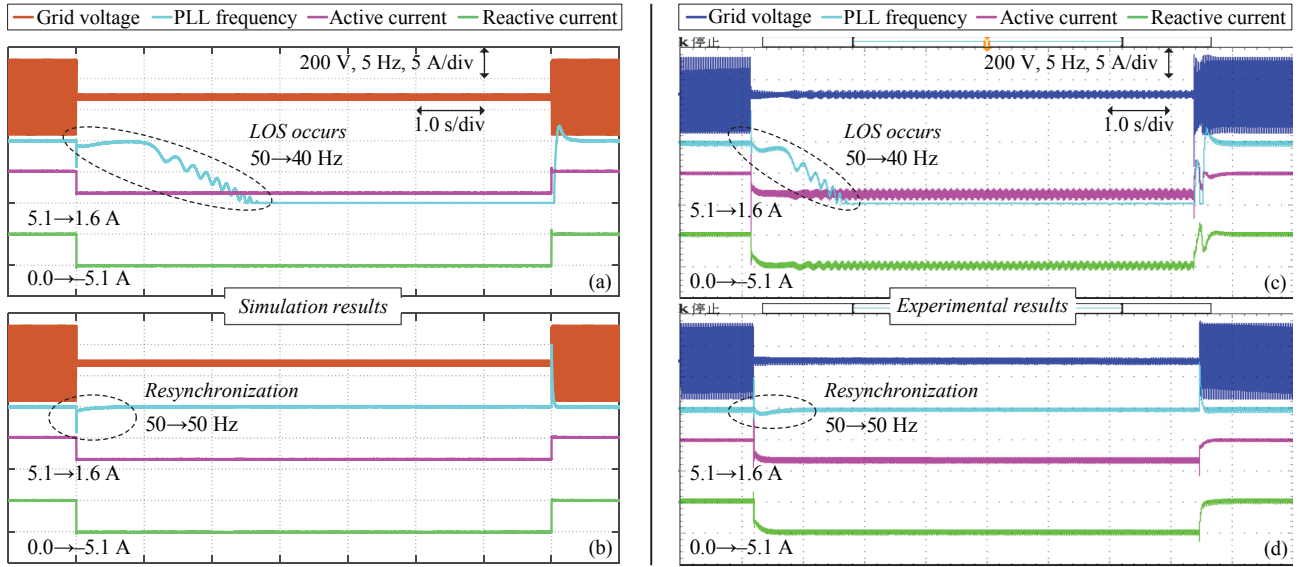 Grid voltage PLL frequency Active current Reactive current
200 V, 5 Hz, 5 A/div
1.0 s/div
LOS occurs
50→40 Hz
5.1→1.6 A
0.0→−5.1 A
(a)
Simulation results
Resynchronization
50→50 Hz
5.1→1.6 A
0.0→−5.1 A
(b)
Grid voltage PLL frequency Active current Reactive current
k 停止
200 V, 5 Hz, 5 A/div
1.0 s/div
LOS occurs
50→40 Hz
5.1→1.6 A
0.0→−5.1 A
(c)
Experimental results
k 停止
Resynchronization
50→50 Hz
5.1→1.6 A
0.0→−5.1 A
(d)